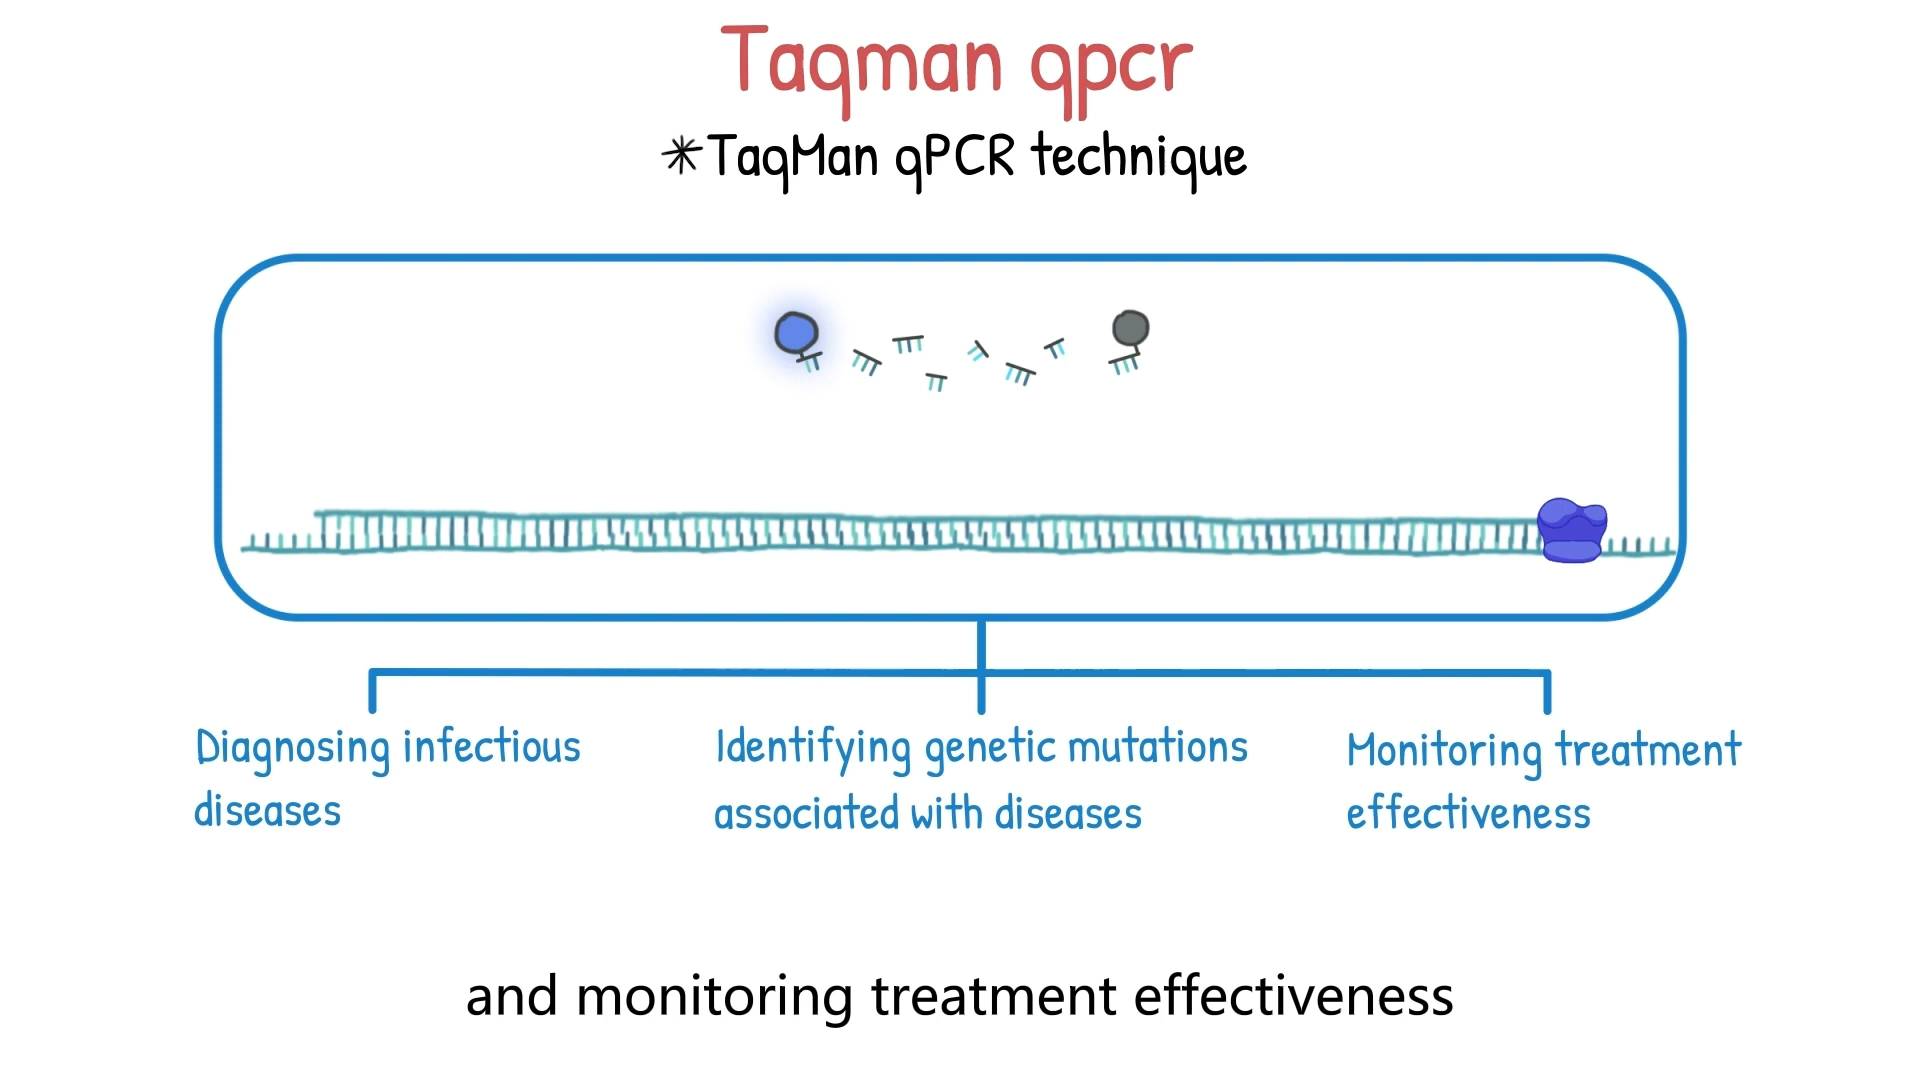 Taqman qpcr
*TaqMan qPCR technique
Diagnosing infectious
diseases
Identifying genetic mutations
associated with diseases
Monitoring treatment
effectiveness
and monitoring treatment effectiveness